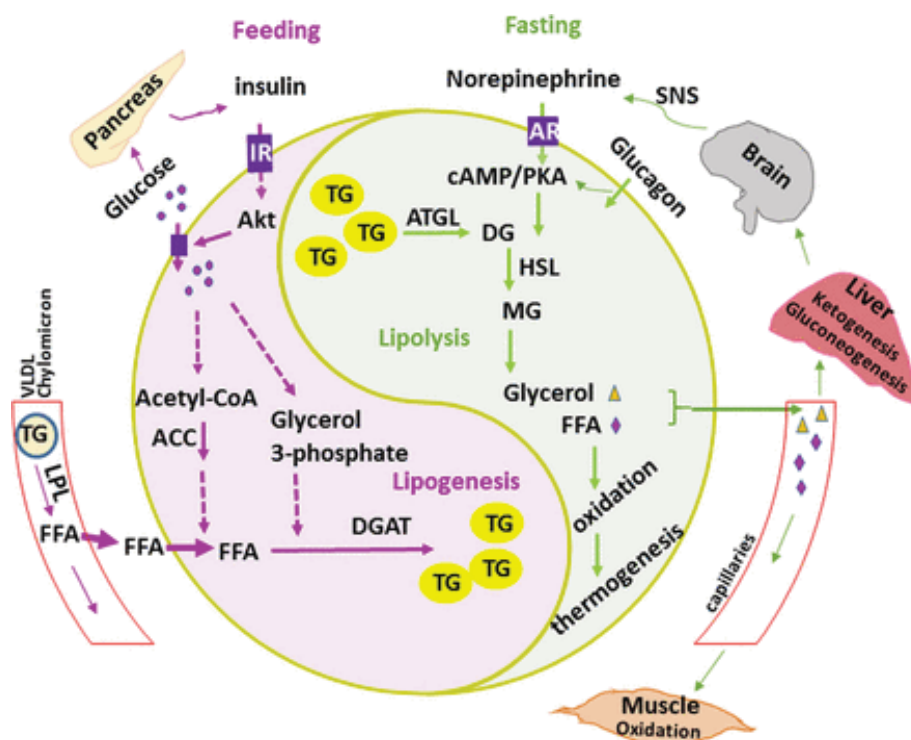 Feeding
Fasting
insulin
Norepinephrine
SNS
Pancreas
IR
AR
Brain
Glucose
Akt
cAMP/PKA
Glucagon
TG
TG
TG
ATGL
DG
HSL
MG
Liver
Ketogenesis
Gluconeogenesis
Lipolysis
VLDL
Chylomicron
Acetyl-CoA
Glycerol
FFA
Glycerol
3-phosphate
ACC
TG
LPL
Lipogenesis
oxidation
FFA
FFA
FFA
DGAT
TG
TG
TG
thermogenesis
capillaries
Muscle
Oxidation